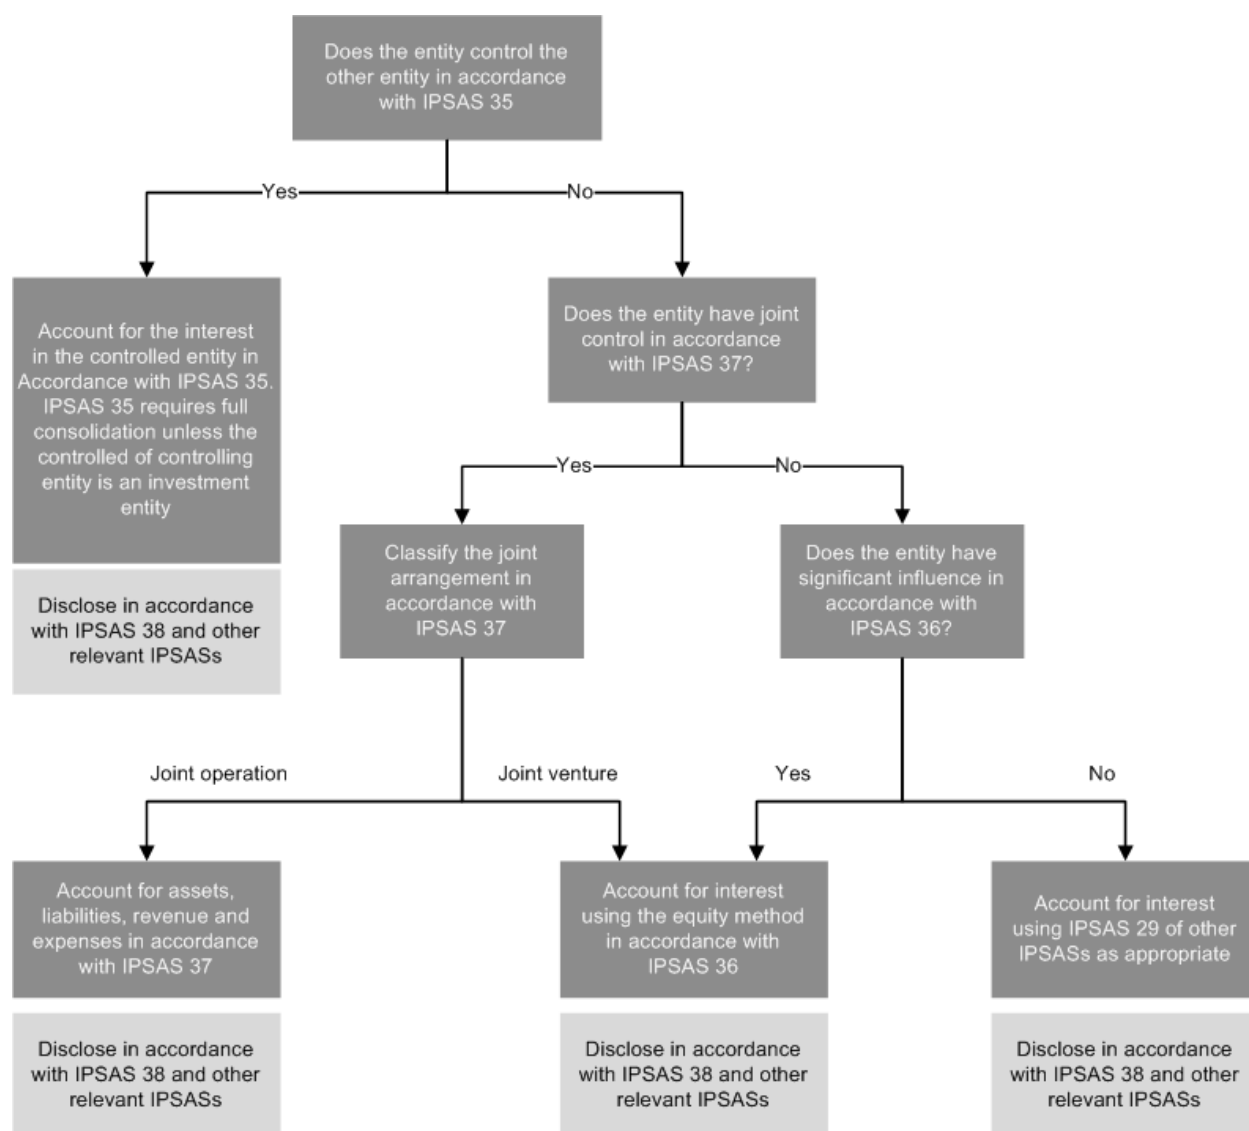 Does the entity control the
other entity in accordance
with IPSAS 35
Yes
No
Account for the interest
in the controlled entity in
Accordance with IPSAS 35.
IPSAS 35 requires full
consolidation unless the
controlled of controlling
entity is an investment
entity
Disclose in accordance
with IPSAS 38 and other
relevant IPSASs
Does the entity have joint
control in accordance
with IPSAS 37?
Yes
No
Classify the joint
arrangement in
accordance with
IPSAS 37
Does the entity have
significant influence in
accordance with
IPSAS 36?
Joint operation
Joint venture
Yes
No
Account for assets,
liabilities, revenue and
expenses in accordance
with IPSAS 37
Disclose in accordance
with IPSAS 38 and other
relevant IPSASs
Account for interest
using the equity method
in accordance with
IPSAS 36
Disclose in accordance
with IPSAS 38 and other
relevant IPSASs
Account for interest
using IPSAS 29 of other
IPSASs as appropriate
Disclose in accordance
with IPSAS 38 and other
relevant IPSASs